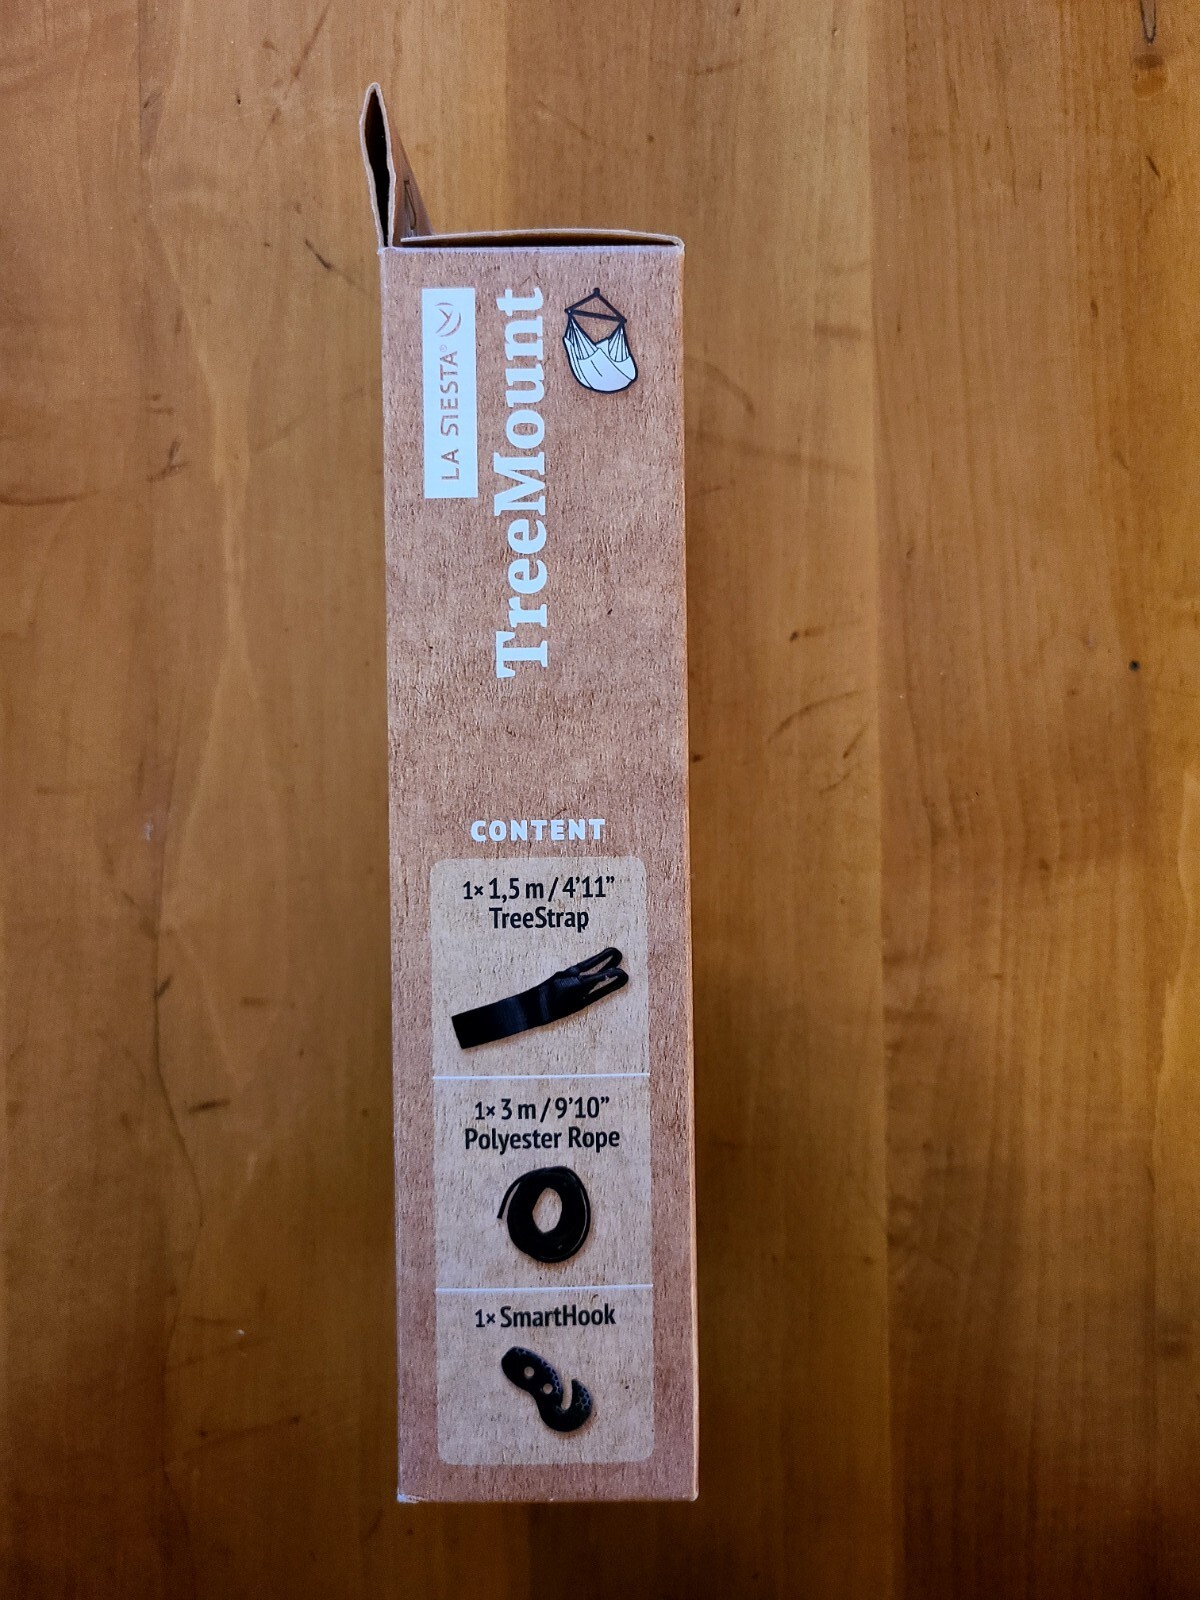 LA SIESTA®
TreeMount
CONTENT
1× 1,5 m / 4’11”
TreeStrap
1× 3 m / 9’10”
Polyester Rope
1× SmartHook